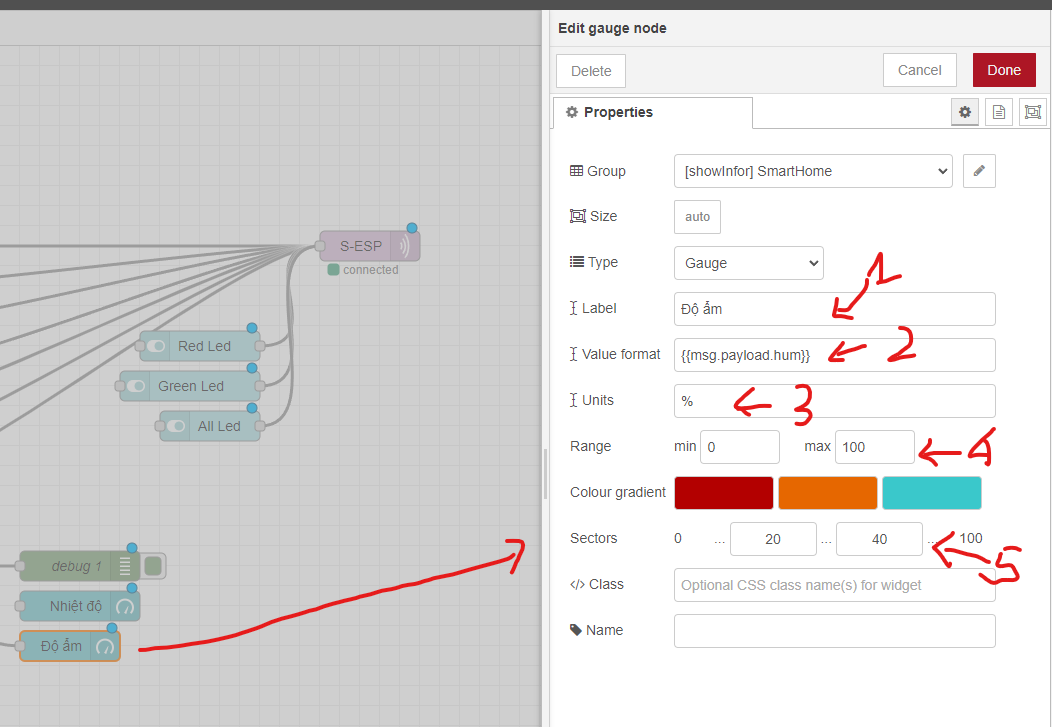 Edit gauge node
Delete
Cancel
Done
Properties
Group
[showInfor] SmartHome
Size
auto
Type
Gauge
1
Label
Độ ẩm
Value format
{{msg.payload.hum}}
2
Units
%
3
Range
min 0
max 100
4
Colour gradient
Sectors
0 ... 20 ... 40 ... 100
5
</> Class
Optional CSS class name(s) for widget
Name
S-ESP
connected
Red Led
Green Led
All Led
debug 1
Nhiệt độ
Độ ẩm